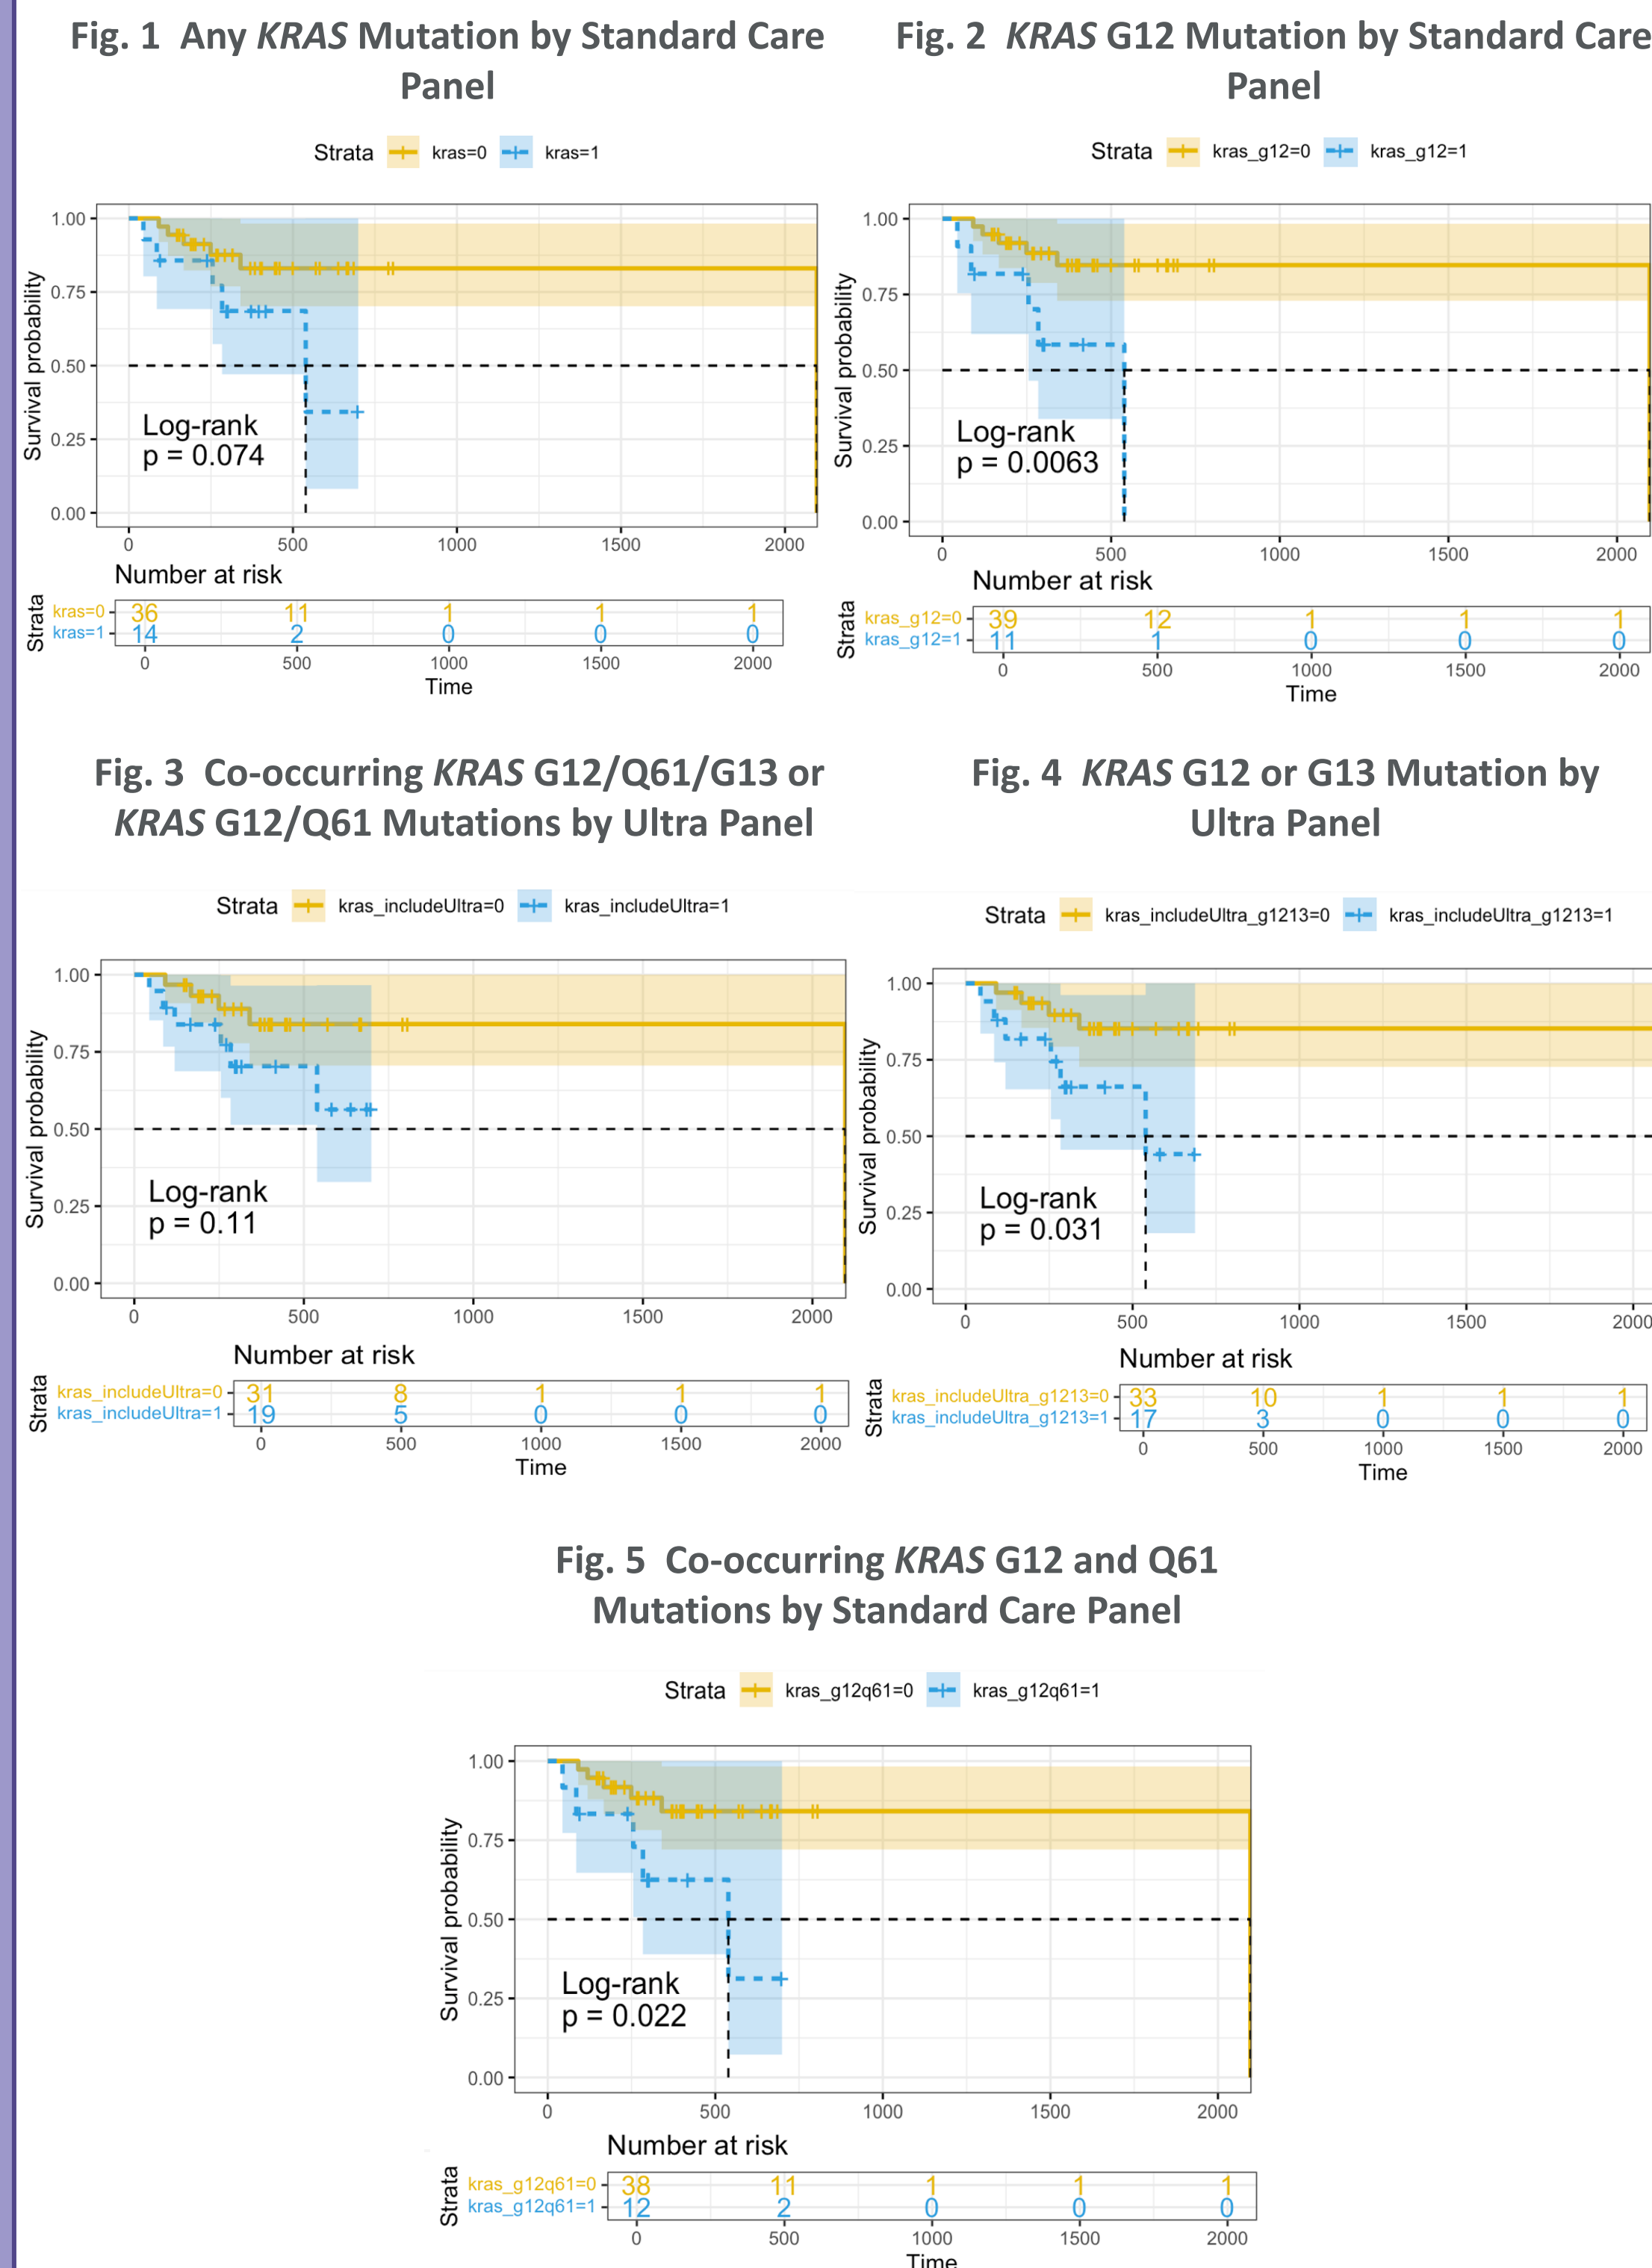 Fig. 1 Any KRAS Mutation by Standard Care
Panel
Strata kras=0 kras=1
Survival probability
1.00
0.75
0.50
0.25
0.00
Log-rank
p = 0.074
0 500 1000 1500 2000
Number at risk
Strata
kras=0 36 11 1 1 1
kras=1 14 2 0 0 0
0 500 1000 1500 2000
Time
Fig. 2 KRAS G12 Mutation by Standard Care
Panel
Strata kras_g12=0 kras_g12=1
Survival probability
1.00
0.75
0.50
0.25
0.00
Log-rank
p = 0.0063
0 500 1000 1500 2000
Number at risk
Strata
kras_g12=0 39 12 1 1 1
kras_g12=1 11 1 0 0 0
0 500 1000 1500 2000
Time
Fig. 3 Co-occurring KRAS G12/Q61/G13 or
KRAS G12/Q61 Mutations by Ultra Panel
Strata kras_includeUltra=0 kras_includeUltra=1
Survival probability
1.00
0.75
0.50
0.25
0.00
Log-rank
p = 0.11
0 500 1000 1500 2000
Number at risk
Strata
kras_includeUltra=0 31 8 1 1 1
kras_includeUltra=1 19 5 0 0 0
0 500 1000 1500 2000
Time
Fig. 4 KRAS G12 or G13 Mutation by
Ultra Panel
Strata kras_includeUltra_g1213=0 kras_includeUltra_g1213=1
Survival probability
1.00
0.75
0.50
0.25
0.00
Log-rank
p = 0.031
0 500 1000 1500 2000
Number at risk
Strata
kras_includeUltra_g1213=0 33 10 1 1 1
kras_includeUltra_g1213=1 17 3 0 0 0
0 500 1000 1500 2000
Time
Fig. 5 Co-occurring KRAS G12 and Q61
Mutations by Standard Care Panel
Strata kras_g12q61=0 kras_g12q61=1
Survival probability
1.00
0.75
0.50
0.25
0.00
Log-rank
p = 0.022
0 500 1000 1500 2000
Number at risk
Strata
kras_g12q61=0 38 11 1 1 1
kras_g12q61=1 12 2 0 0 0
0 500 1000 1500 2000
Time